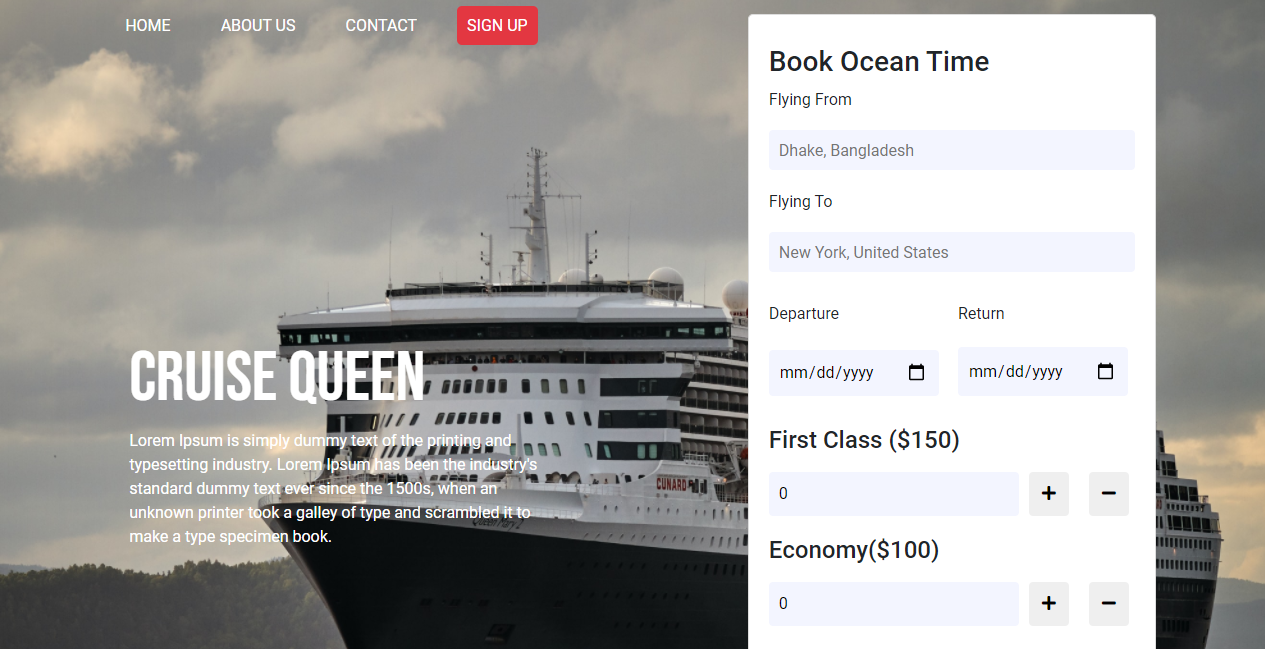 HOME ABOUT US CONTACT SIGN UP
CRUISE QUEEN
Lorem Ipsum is simply dummy text of the printing and
typesetting industry. Lorem Ipsum has been the industry's
standard dummy text ever since the 1500s, when an
unknown printer took a galley of type and scrambled it to
make a type specimen book.
CUNARD
Queen Mary 2
Book Ocean Time
Flying From
Dhake, Bangladesh
Flying To
New York, United States
Departure Return
mm/dd/yyyy mm/dd/yyyy
First Class ($150)
0 + −
Economy($100)
0 + −